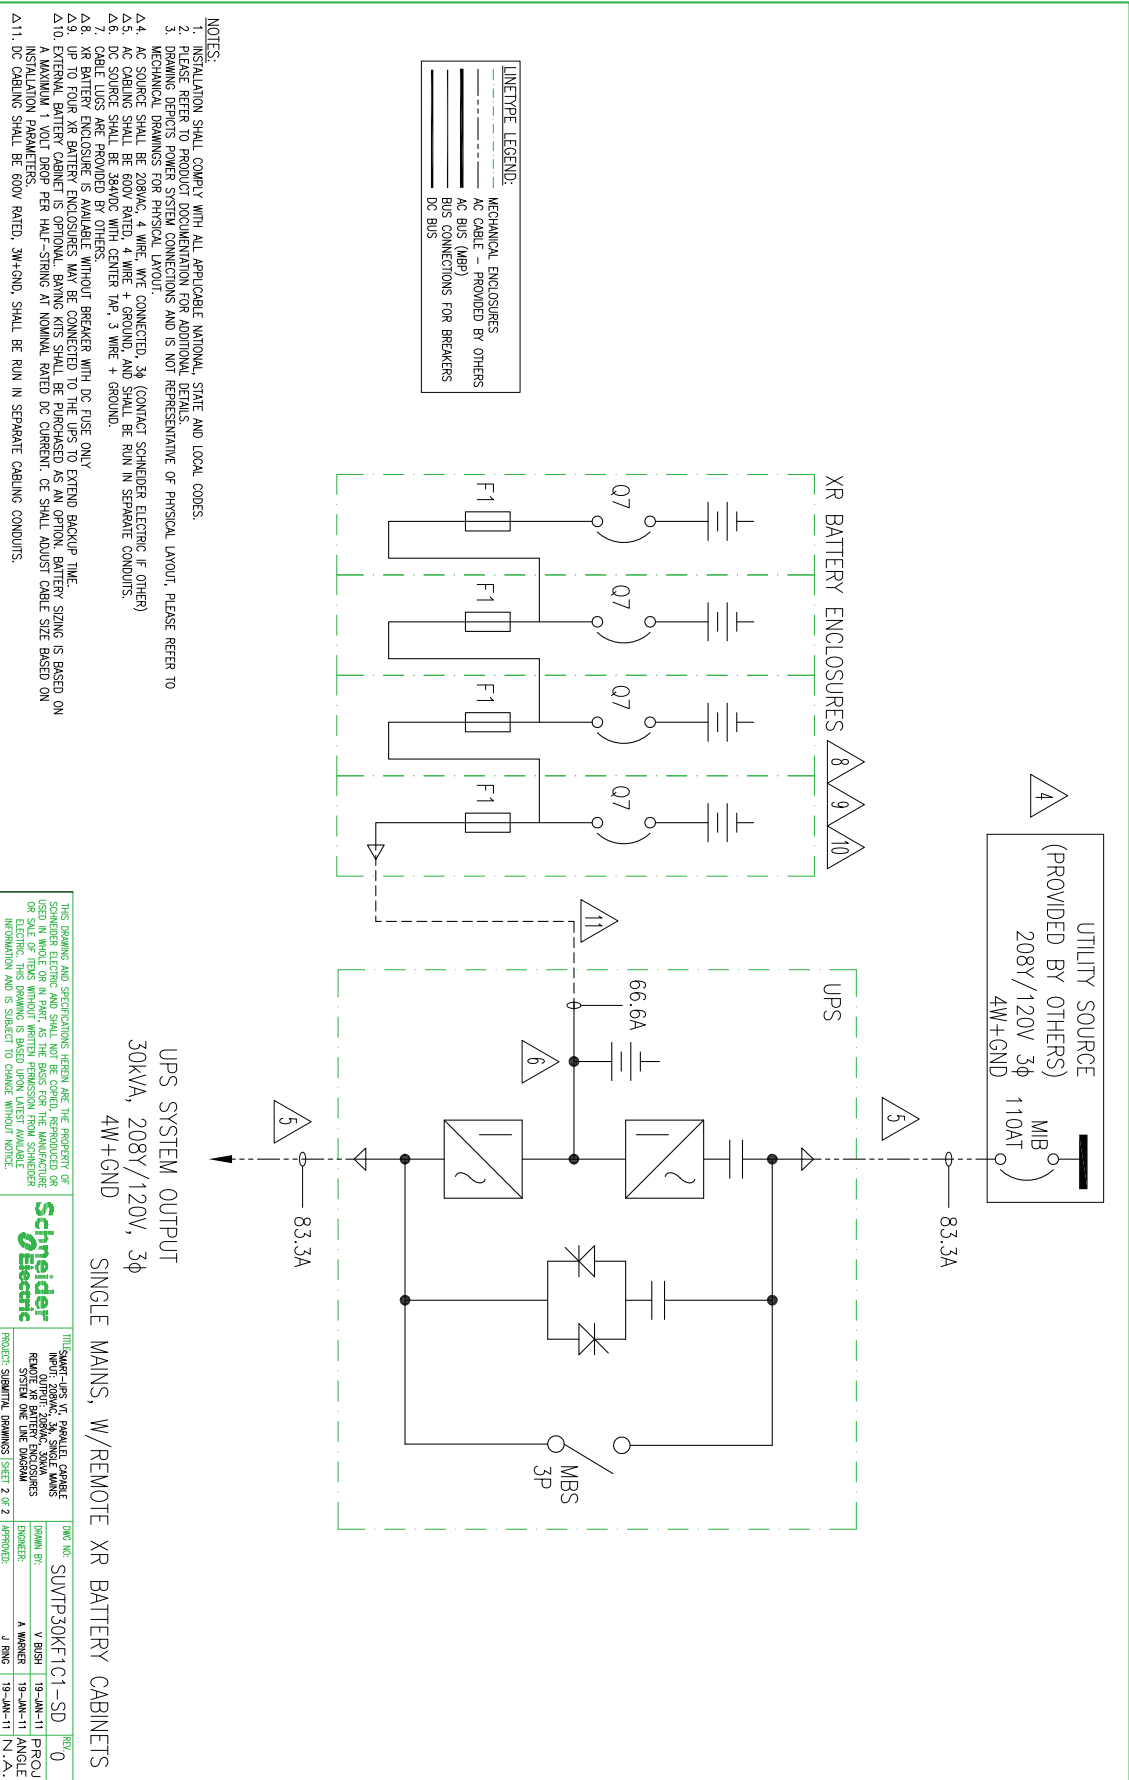 UTILITY SOURCE
(PROVIDED BY OTHERS)
208Y/120V 3ϕ
4W+GND
MIB
110AT
4
5
83.3A
XR BATTERY ENCLOSURES
8
9
10
Q7
Q7
Q7
Q7
F1
F1
F1
F1
11
UPS
66.6A
6
MBS
3P
5
83.3A
UPS SYSTEM OUTPUT
30kVA, 208Y/120V, 3ϕ
4W+GND
SINGLE MAINS, W/REMOTE XR BATTERY CABINETS
LINETYPE LEGEND:
MECHANICAL ENCLOSURES
AC CABLE - PROVIDED BY OTHERS
AC BUS (MBP)
BUS CONNECTIONS FOR BREAKERS
DC BUS
NOTES:
1. INSTALLATION SHALL COMPLY WITH ALL APPLICABLE NATIONAL, STATE AND LOCAL CODES.
2. PLEASE REFER TO PRODUCT DOCUMENTATION FOR ADDITIONAL DETAILS.
3. DRAWING DEPICTS POWER SYSTEM CONNECTIONS AND IS NOT REPRESENTATIVE OF PHYSICAL LAYOUT, PLEASE REFER TO
MECHANICAL DRAWINGS FOR PHYSICAL LAYOUT.
Δ4. AC SOURCE SHALL BE 208VAC, 4 WIRE, WYE CONNECTED, 3ϕ (CONTACT SCHNEIDER ELECTRIC IF OTHER)
Δ5. AC CABLING SHALL BE 600V RATED, 4 WIRE + GROUND, AND SHALL BE RUN IN SEPARATE CONDUITS.
Δ6. DC SOURCE SHALL BE 384VDC WITH CENTER TAP, 3 WIRE + GROUND.
7. CABLE LUGS ARE PROVIDED BY OTHERS.
Δ8. XR BATTERY ENCLOSURE IS AVAILABLE WITHOUT BREAKER WITH DC FUSE ONLY
Δ9. UP TO FOUR XR BATTERY ENCLOSURES MAY BE CONNECTED TO THE UPS TO EXTEND BACKUP TIME.
Δ10. EXTERNAL BATTERY CABINET IS OPTIONAL. BAYING KITS SHALL BE PURCHASED AS AN OPTION. BATTERY SIZING IS BASED ON
A MAXIMUM 1 VOLT DROP PER HALF-STRING AT NOMINAL RATED DC CURRENT. CE SHALL ADJUST CABLE SIZE BASED ON
INSTALLATION PARAMETERS.
Δ11. DC CABLING SHALL BE 600V RATED, 3W+GND, SHALL BE RUN IN SEPARATE CABLING CONDUITS.
THIS DRAWING AND SPECIFICATIONS HEREIN ARE THE PROPERTY OF
SCHNEIDER ELECTRIC AND SHALL NOT BE COPIED, REPRODUCED OR
USED IN WHOLE OR IN PART, AS THE BASIS FOR THE MANUFACTURE
OR SALE OF ITEMS WITHOUT WRITTEN PERMISSION FROM SCHNEIDER
ELECTRIC. THIS DRAWING IS BASED UPON LATEST AVAILABLE
INFORMATION AND IS SUBJECT TO CHANGE WITHOUT NOTICE.
Schneider
Electric
TITLE:
SMART-UPS VT, PARALLEL CAPABLE
INPUT: 208VAC, 3ϕ, SINGLE MAINS
OUTPUT: 208VAC, 30kVA
REMOTE XR BATTERY ENCLOSURES
SYSTEM ONE LINE DIAGRAM
PROJECT: SUBMITTAL DRAWINGS
SHEET 2 OF 2
DWG NO: SUVTP30KF1C1-SD
REV: 0
DRAWN BY: V BUSH 19-JAN-11
ENGINEER: A WARNER 19-JAN-11
APPROVED: J RING 19-JAN-11
PROJ
ANGLE
N.A.